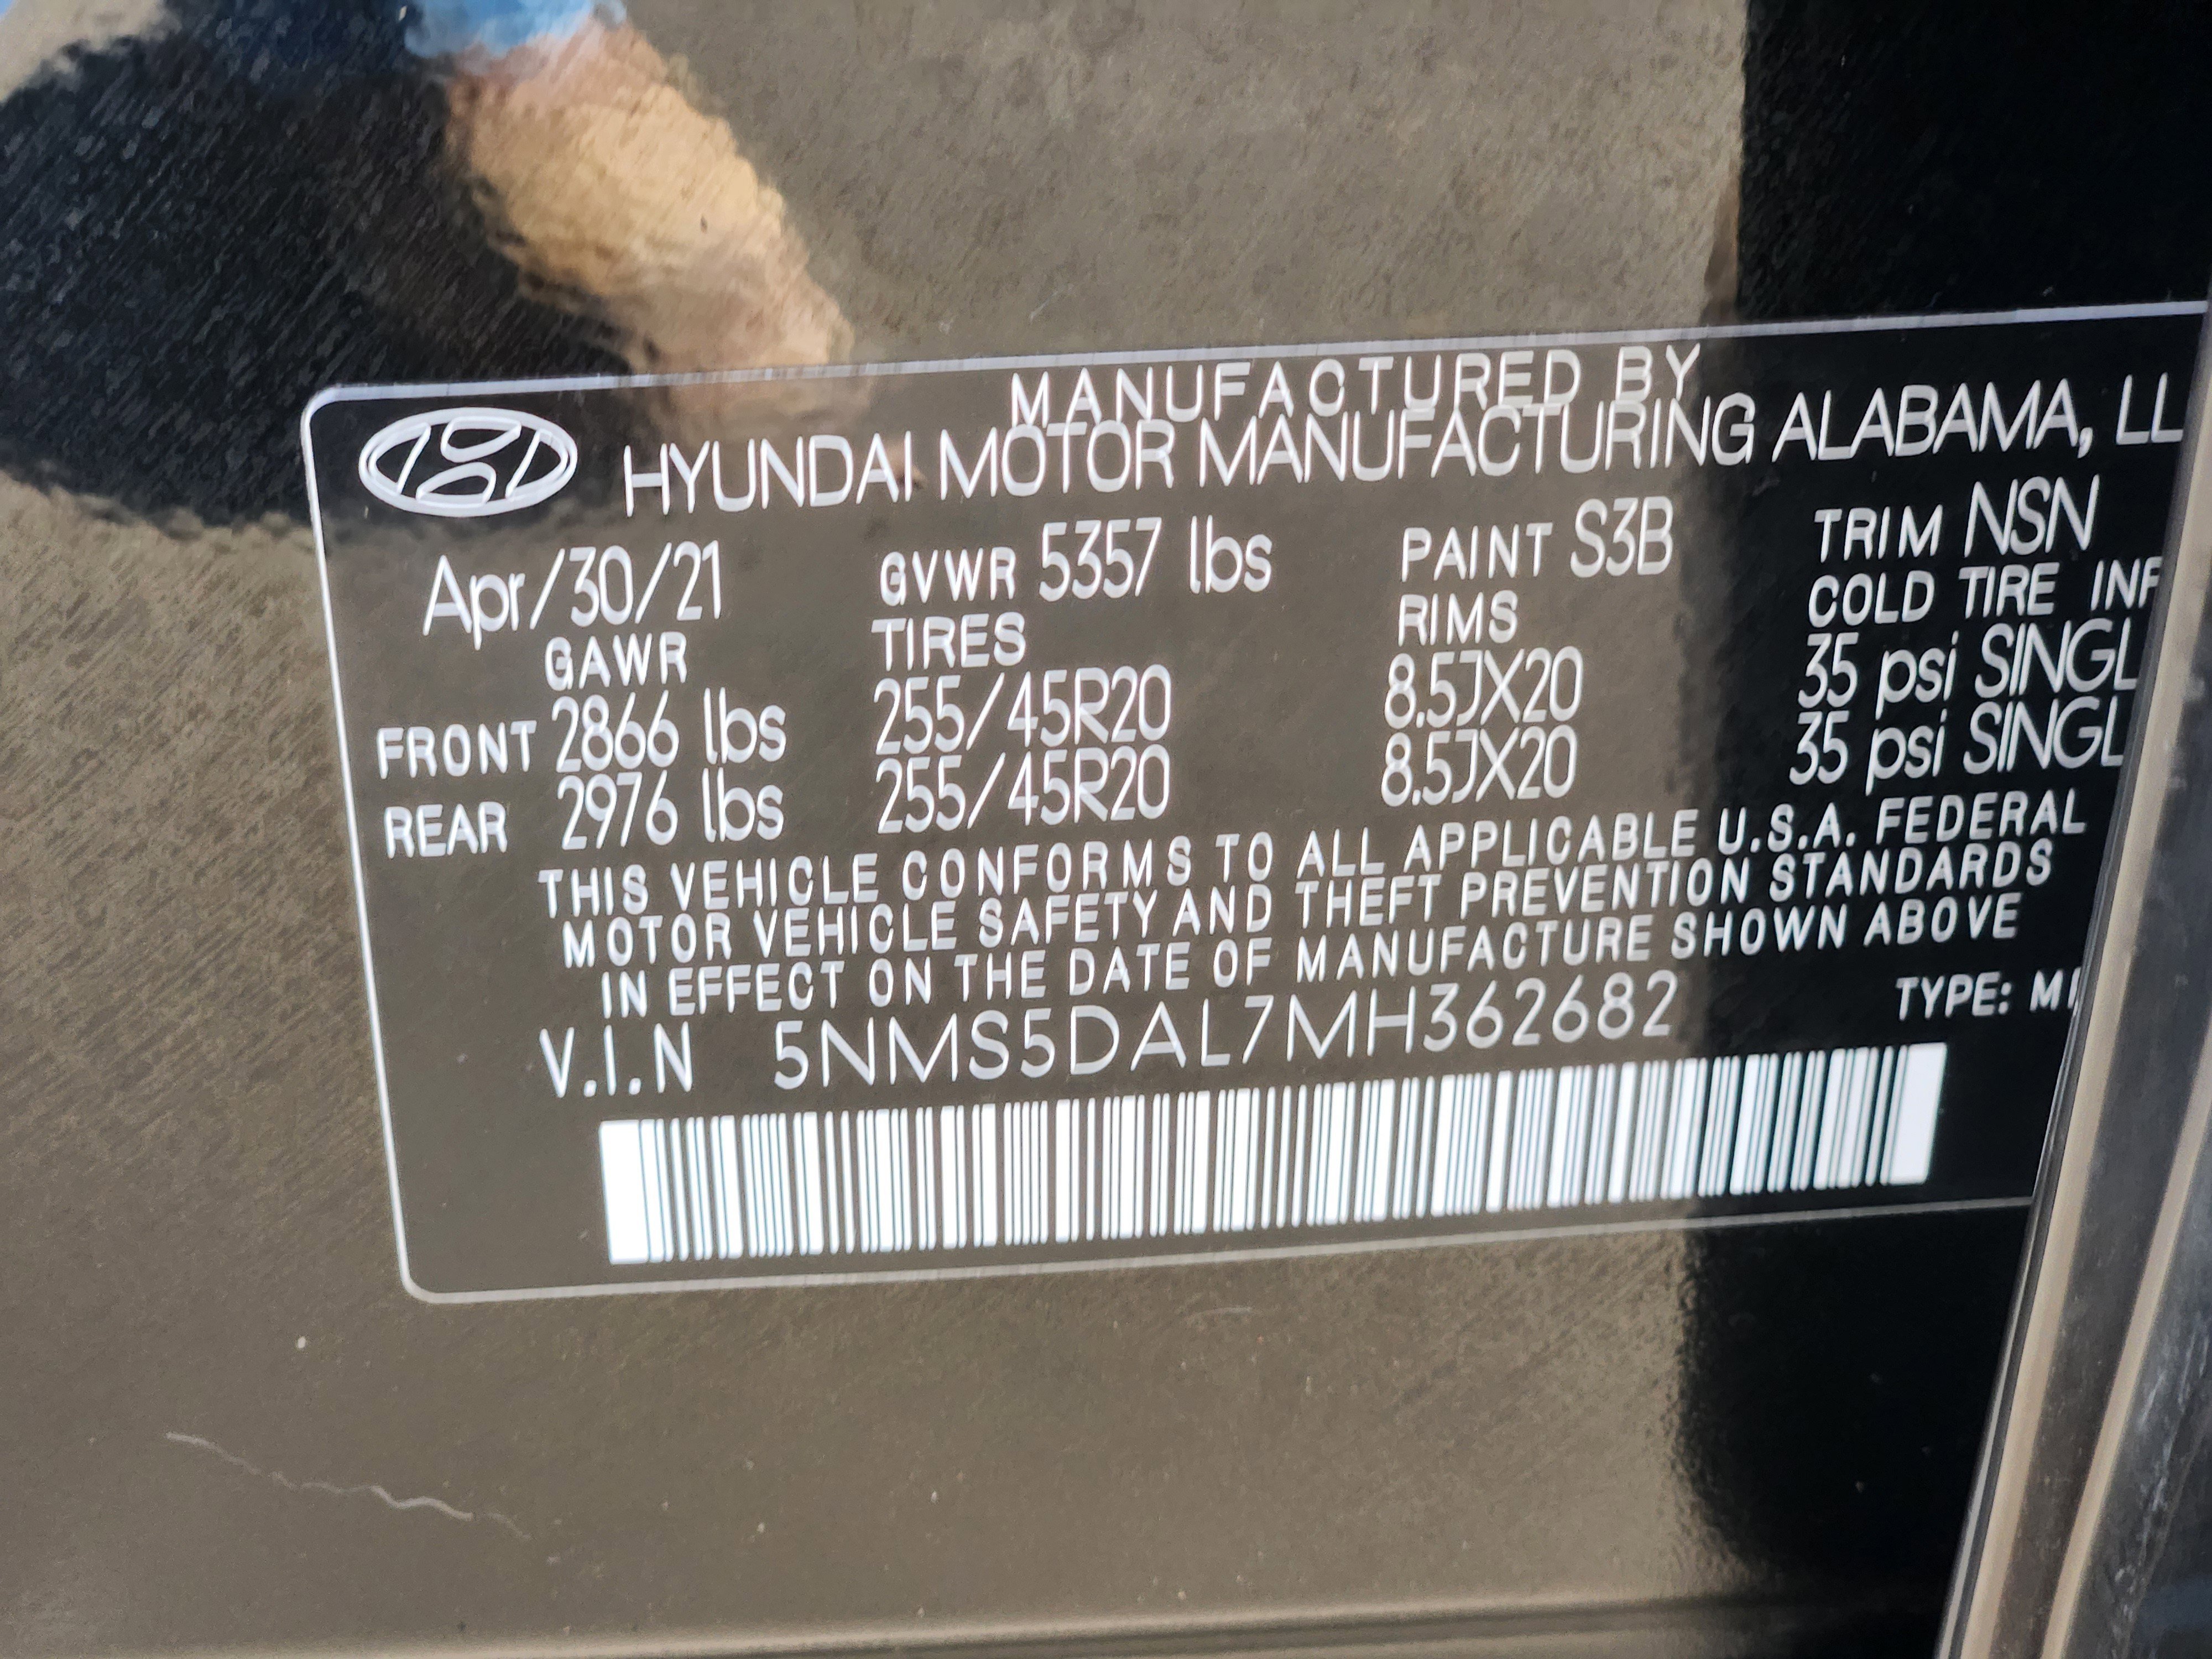 MANUFACTURED BY
HYUNDAI MOTOR MANUFACTURING ALABAMA, LL
Apr/30/21 GVWR 5357 lbs PAINT S3B TRIM NSN
GAWR TIRES RIMS COLD TIRE INF
FRONT 2866 lbs 255/45R20 8.5JX20 35 psi SINGL
REAR 2976 lbs 255/45R20 8.5JX20 35 psi SINGL
THIS VEHICLE CONFORMS TO ALL APPLICABLE U.S.A. FEDERAL
MOTOR VEHICLE SAFETY AND THEFT PREVENTION STANDARDS
IN EFFECT ON THE DATE OF MANUFACTURE SHOWN ABOVE
V.I.N 5NMS5DAL7MH362682 TYPE: M